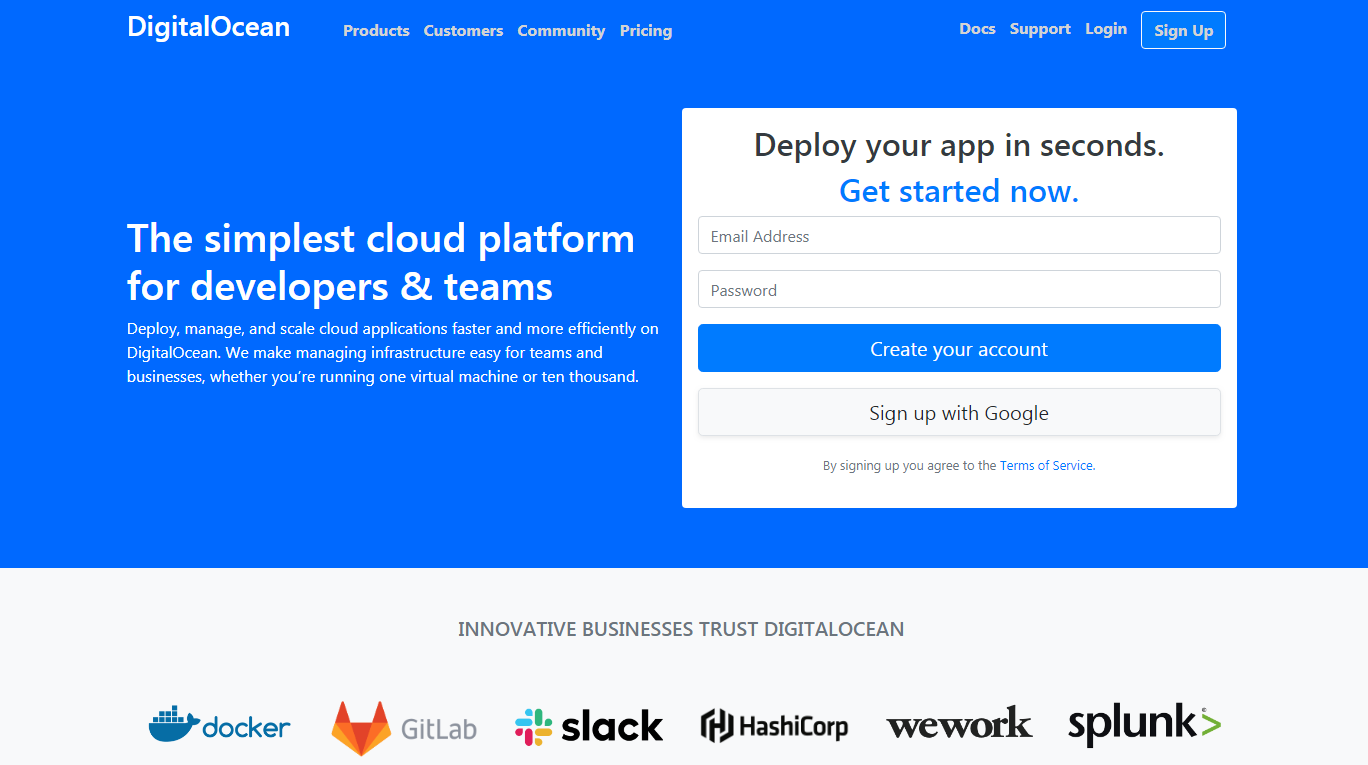 DigitalOcean Products Customers Community Pricing Docs Support Login Sign Up
The simplest cloud platform
for developers & teams
Deploy, manage, and scale cloud applications faster and more efficiently on
DigitalOcean. We make managing infrastructure easy for teams and
businesses, whether you’re running one virtual machine or ten thousand.
Deploy your app in seconds.
Get started now.
Email Address
Password
Create your account
Sign up with Google
By signing up you agree to the Terms of Service.
INNOVATIVE BUSINESSES TRUST DIGITALOCEAN
docker GitLab slack HashiCorp wework splunk>